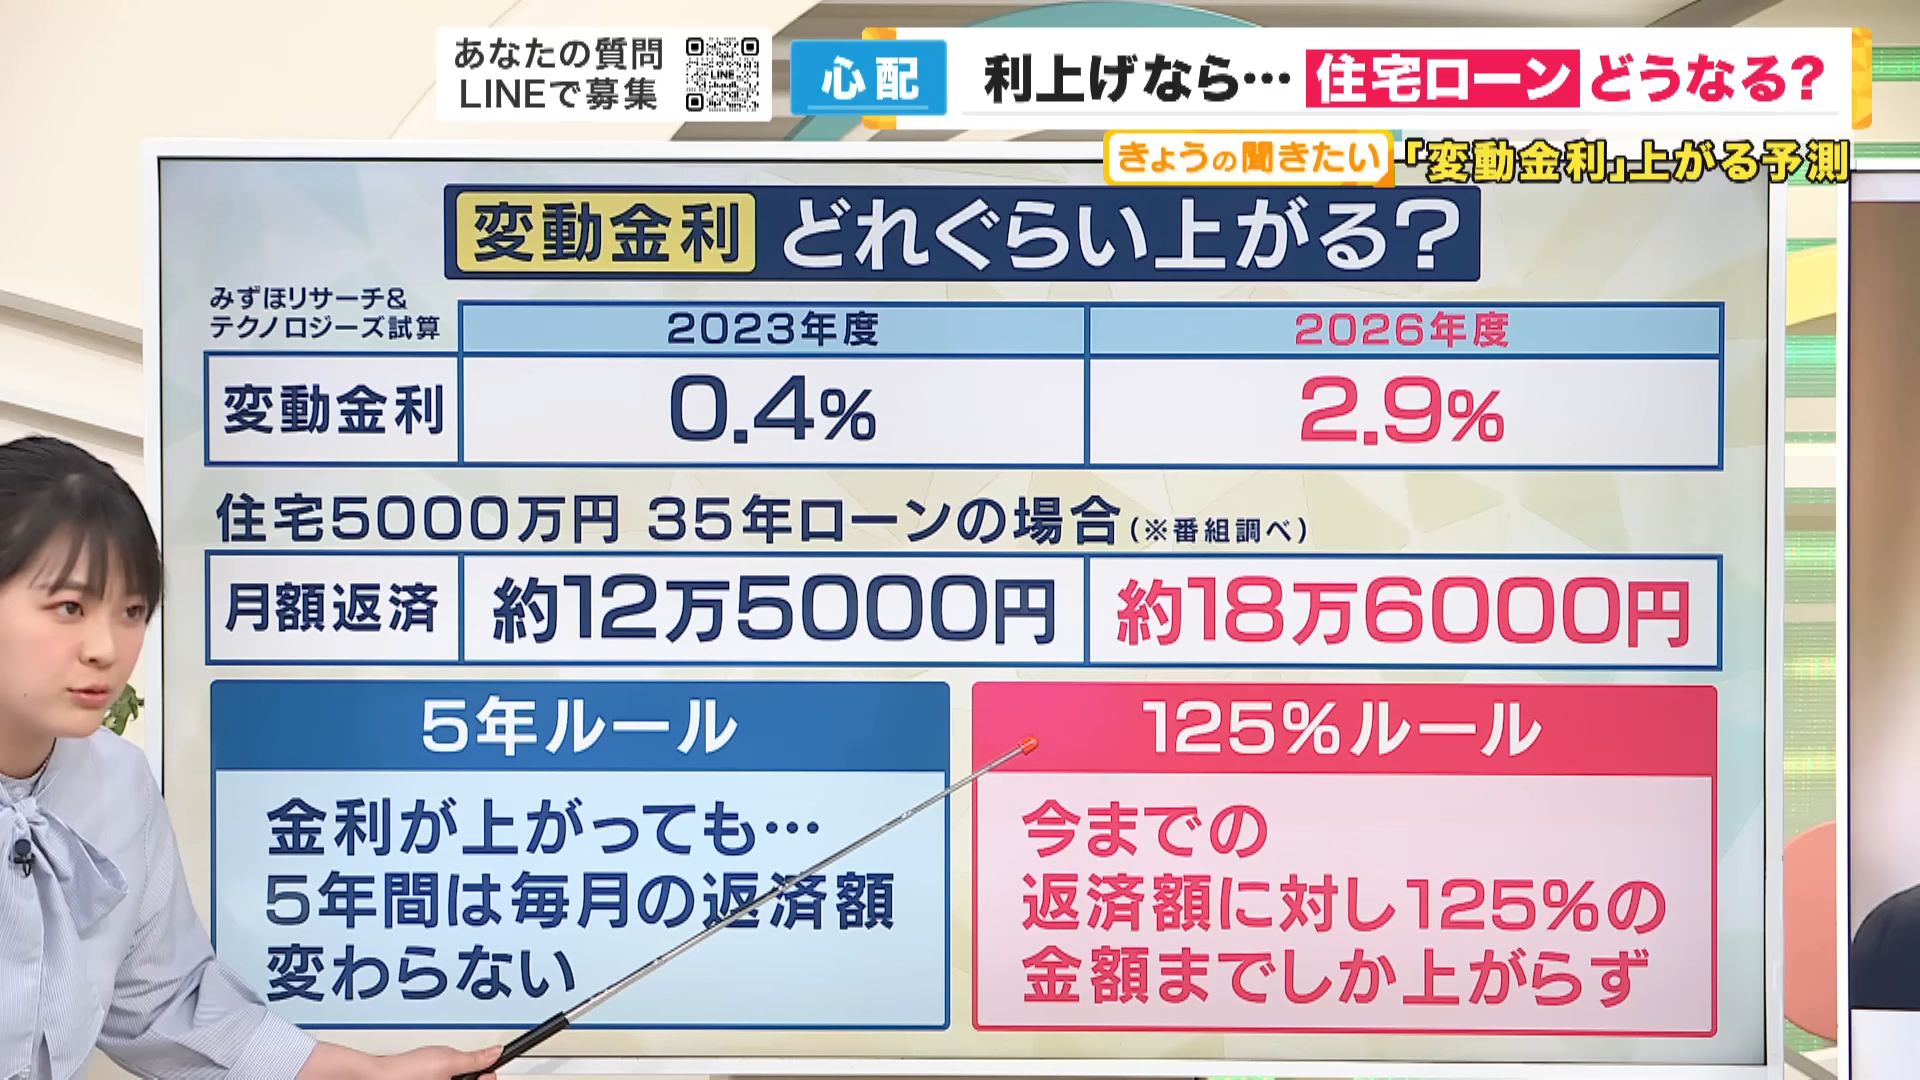 あなたの質問
LINEで募集
LINE
心配
利上げなら…住宅ローンどうなる?
きょうの聞きたい
「変動金利」上がる予測
変動金利 どれぐらい上がる?
みずほリサーチ&
テクノロジーズ試算
2023年度 2026年度
変動金利 0.4% 2.9%
住宅5000万円 35年ローンの場合(※番組調べ)
月額返済 約12万5000円 約18万6000円
5年ルール
金利が上がっても…
5年間は毎月の返済額
変わらない
125%ルール
今までの
返済額に対し125%の
金額までしか上がらず